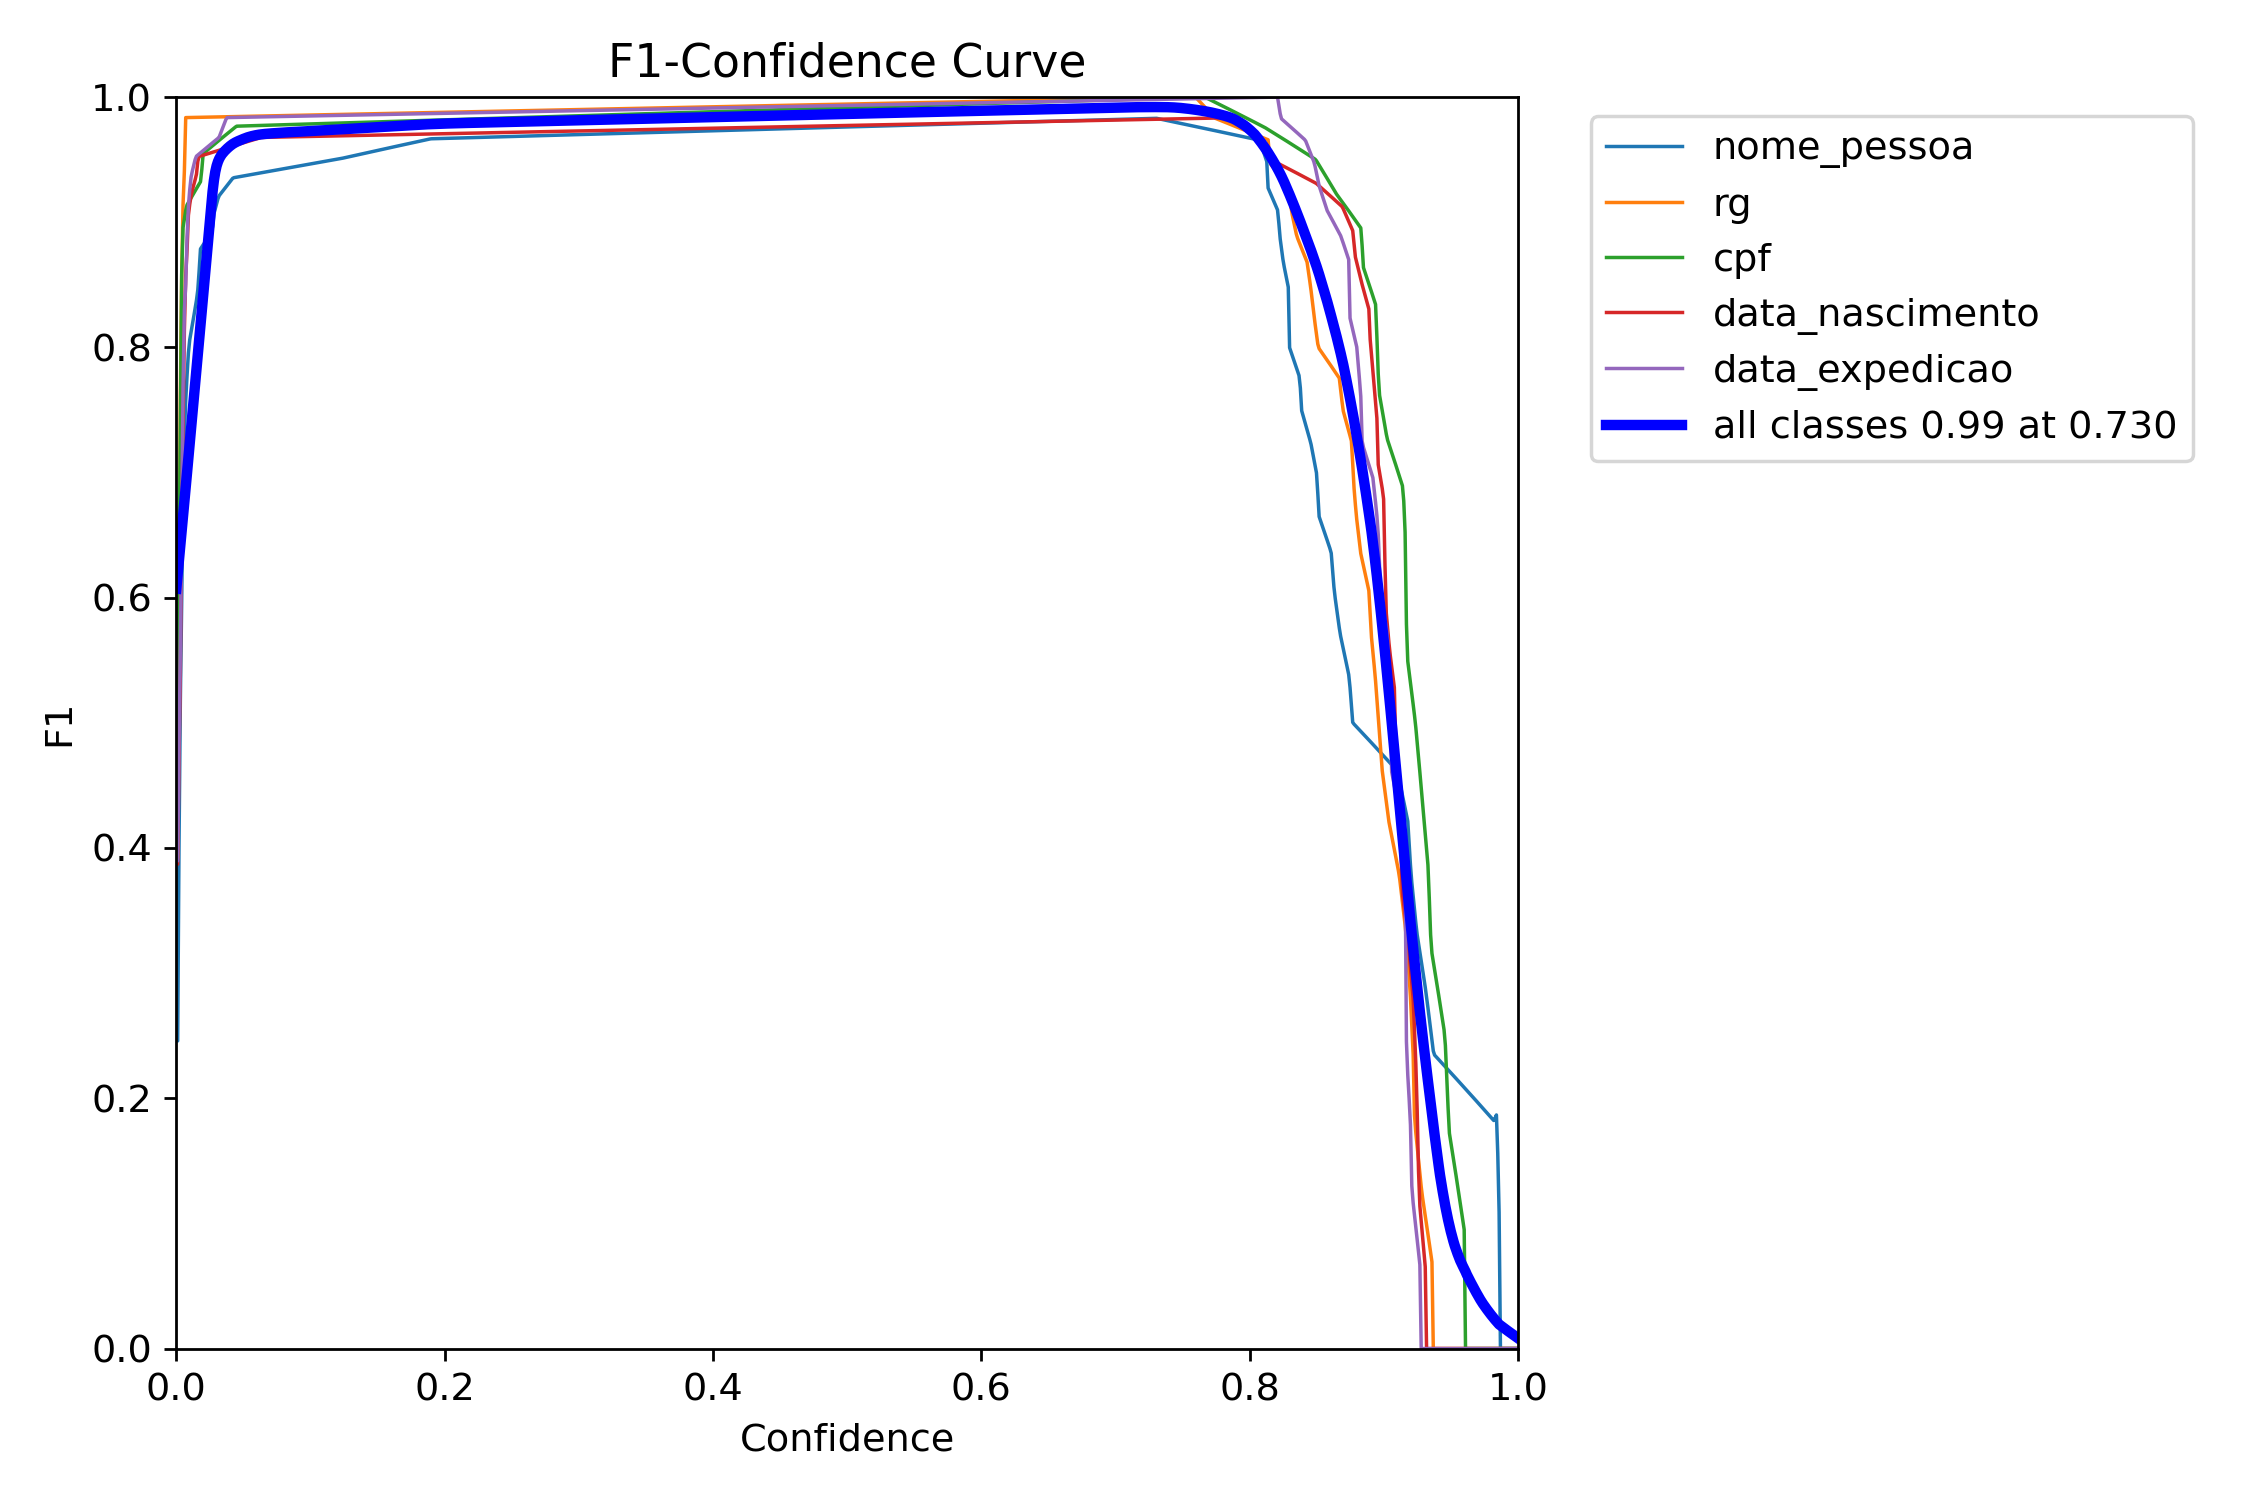 F1-Confidence Curve
1.0
0.8
0.6
0.4
0.2
0.0
F1
0.0 0.2 0.4 0.6 0.8 1.0
Confidence
nome_pessoa
rg
cpf
data_nascimento
data_expedicao
all classes 0.99 at 0.730